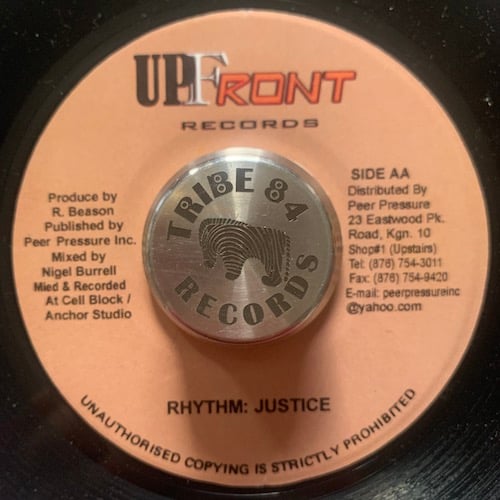 UPFRONT
RECORDS
TRIBE 84
RECORDS
Produce by
R. Beason
Published by
Peer Pressure Inc.
Mixed by
Nigel Burrell
Mied & Recorded
At Cell Block /
Anchor Studio
SIDE AA
Distributed By
Peer Pressure
23 Eastwood Pk.
Road, Kgn. 10
Shop#1 (Upstairs)
Tel: (876) 754-3011
Fax: (876) 754-9420
E-mail: peerpressureinc
@yahoo.com
RHYTHM: JUSTICE
UNAUTHORISED COPYING IS STRICTLY PROHIBITED